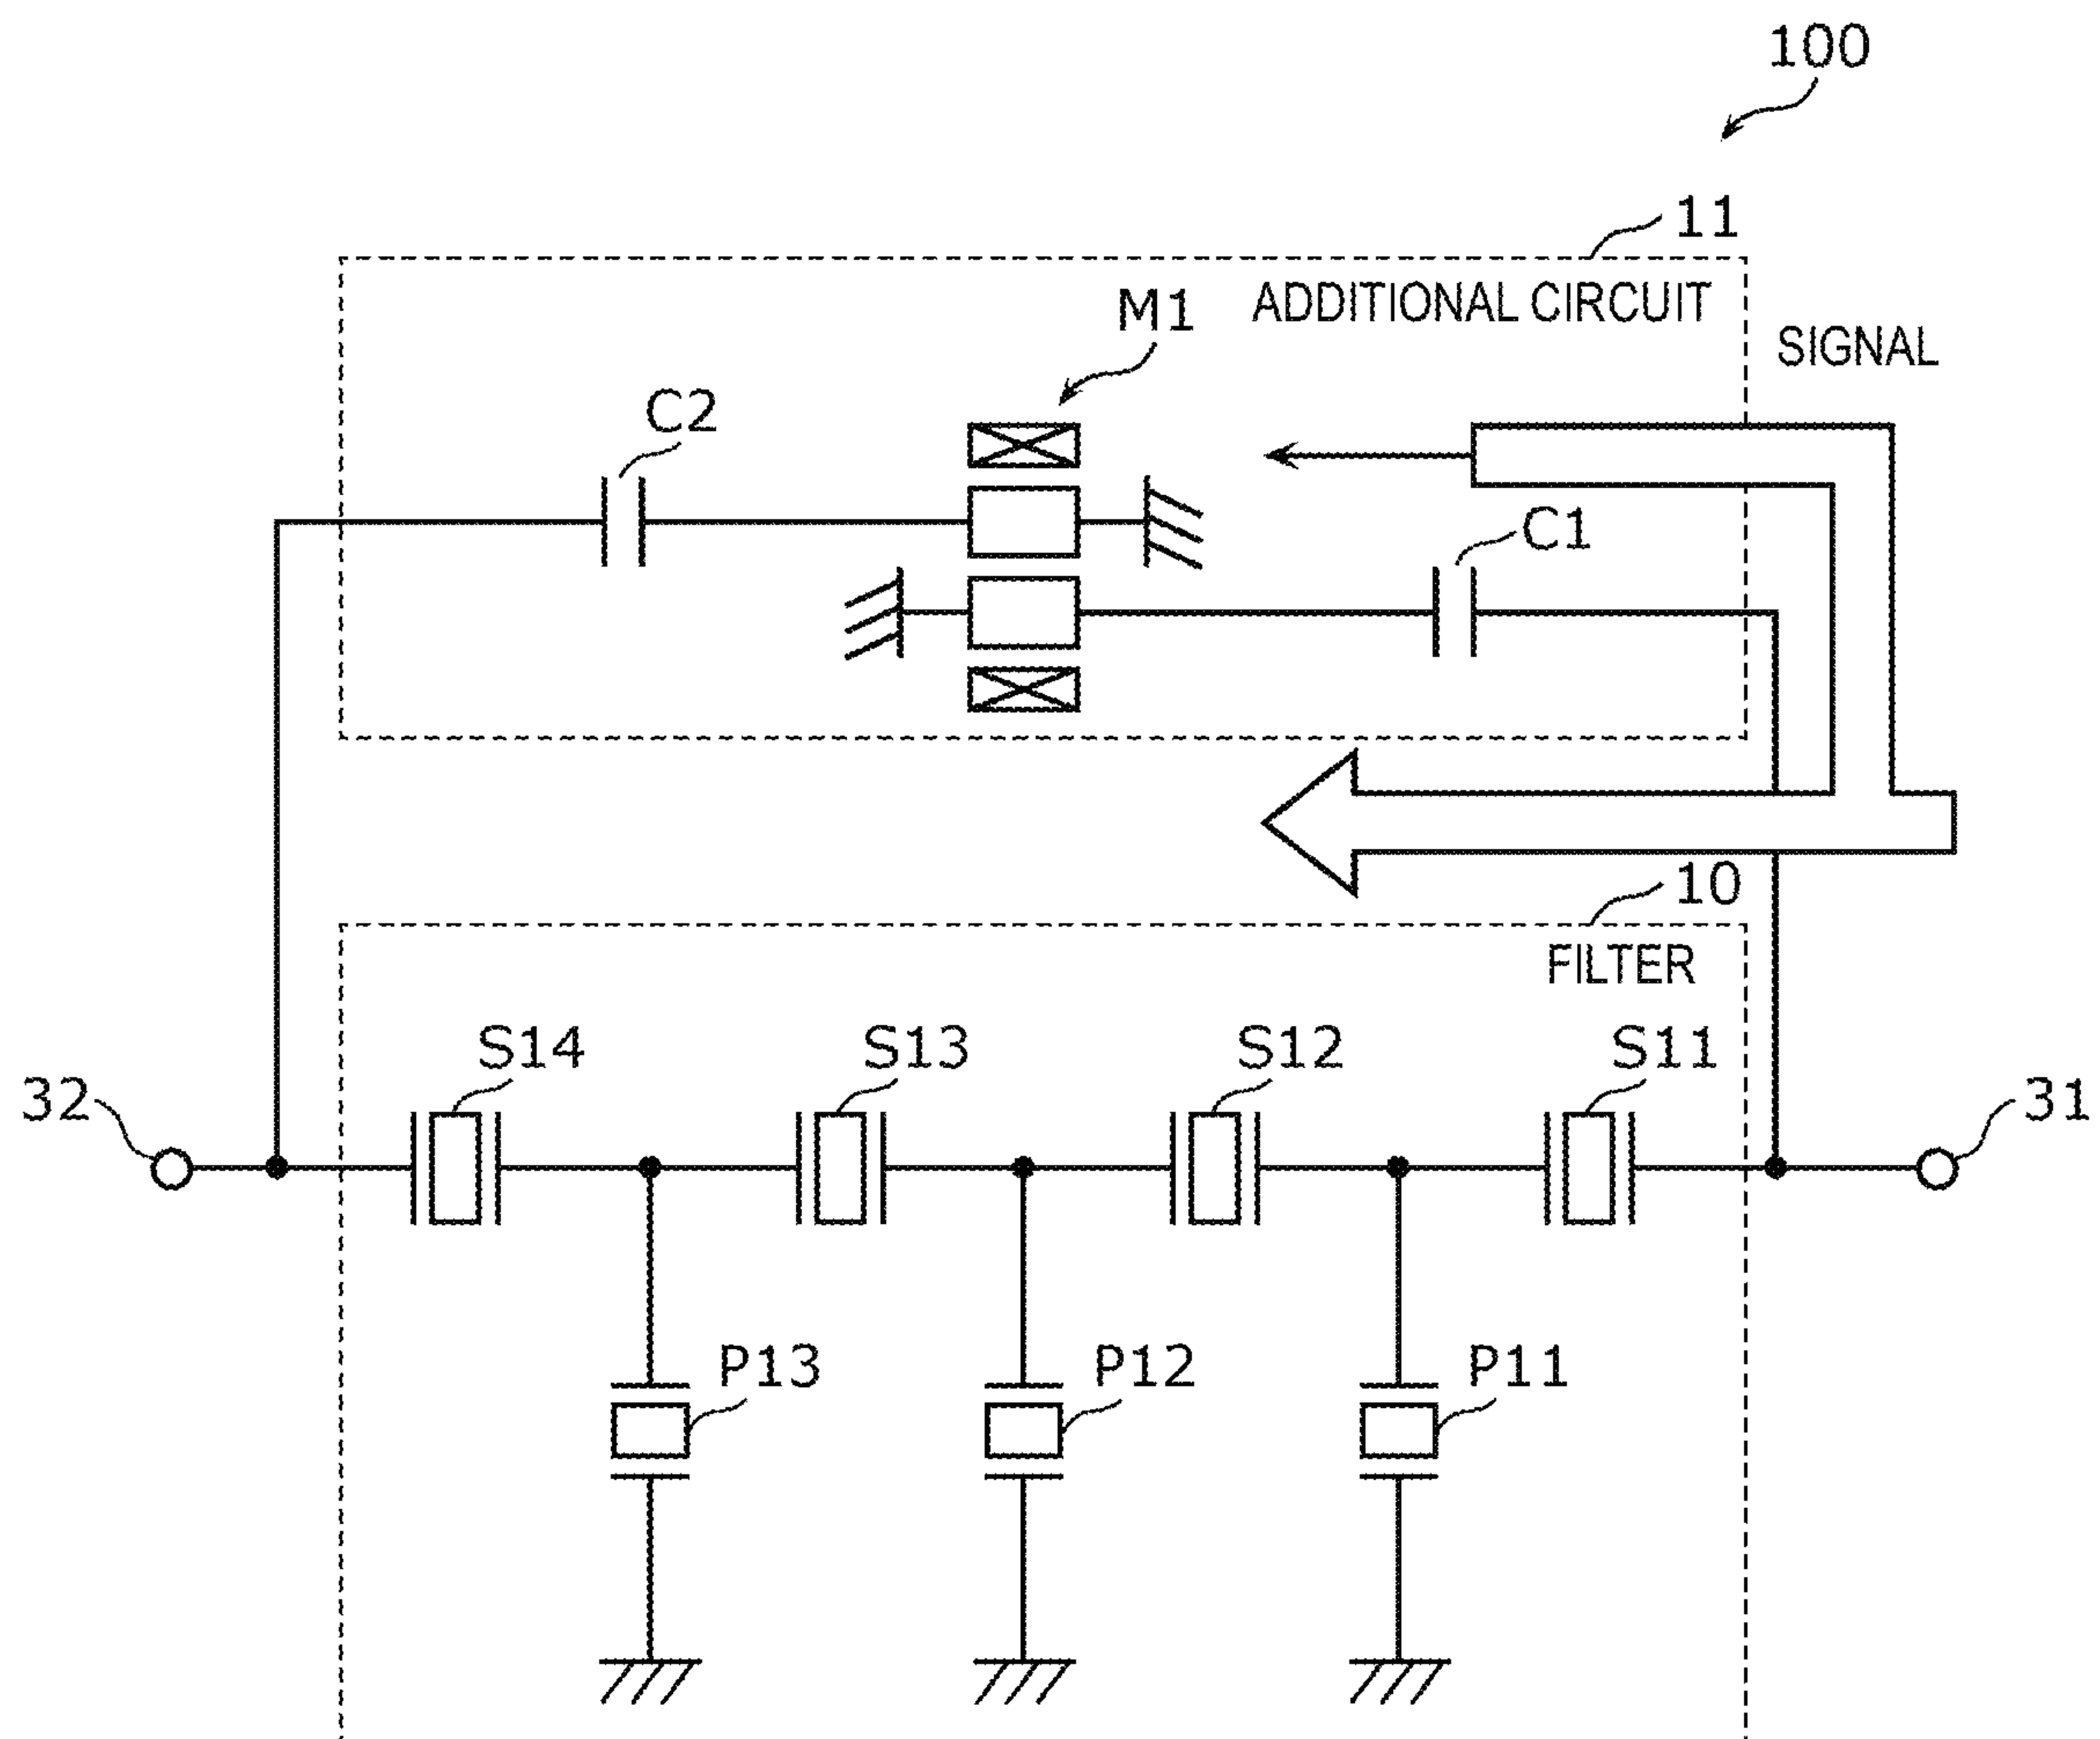 100
11
ADDITIONAL CIRCUIT
M1
SIGNAL
C2
C1
10
FILTER
S14
S13
S12
S11
32
31
P13
P12
P11